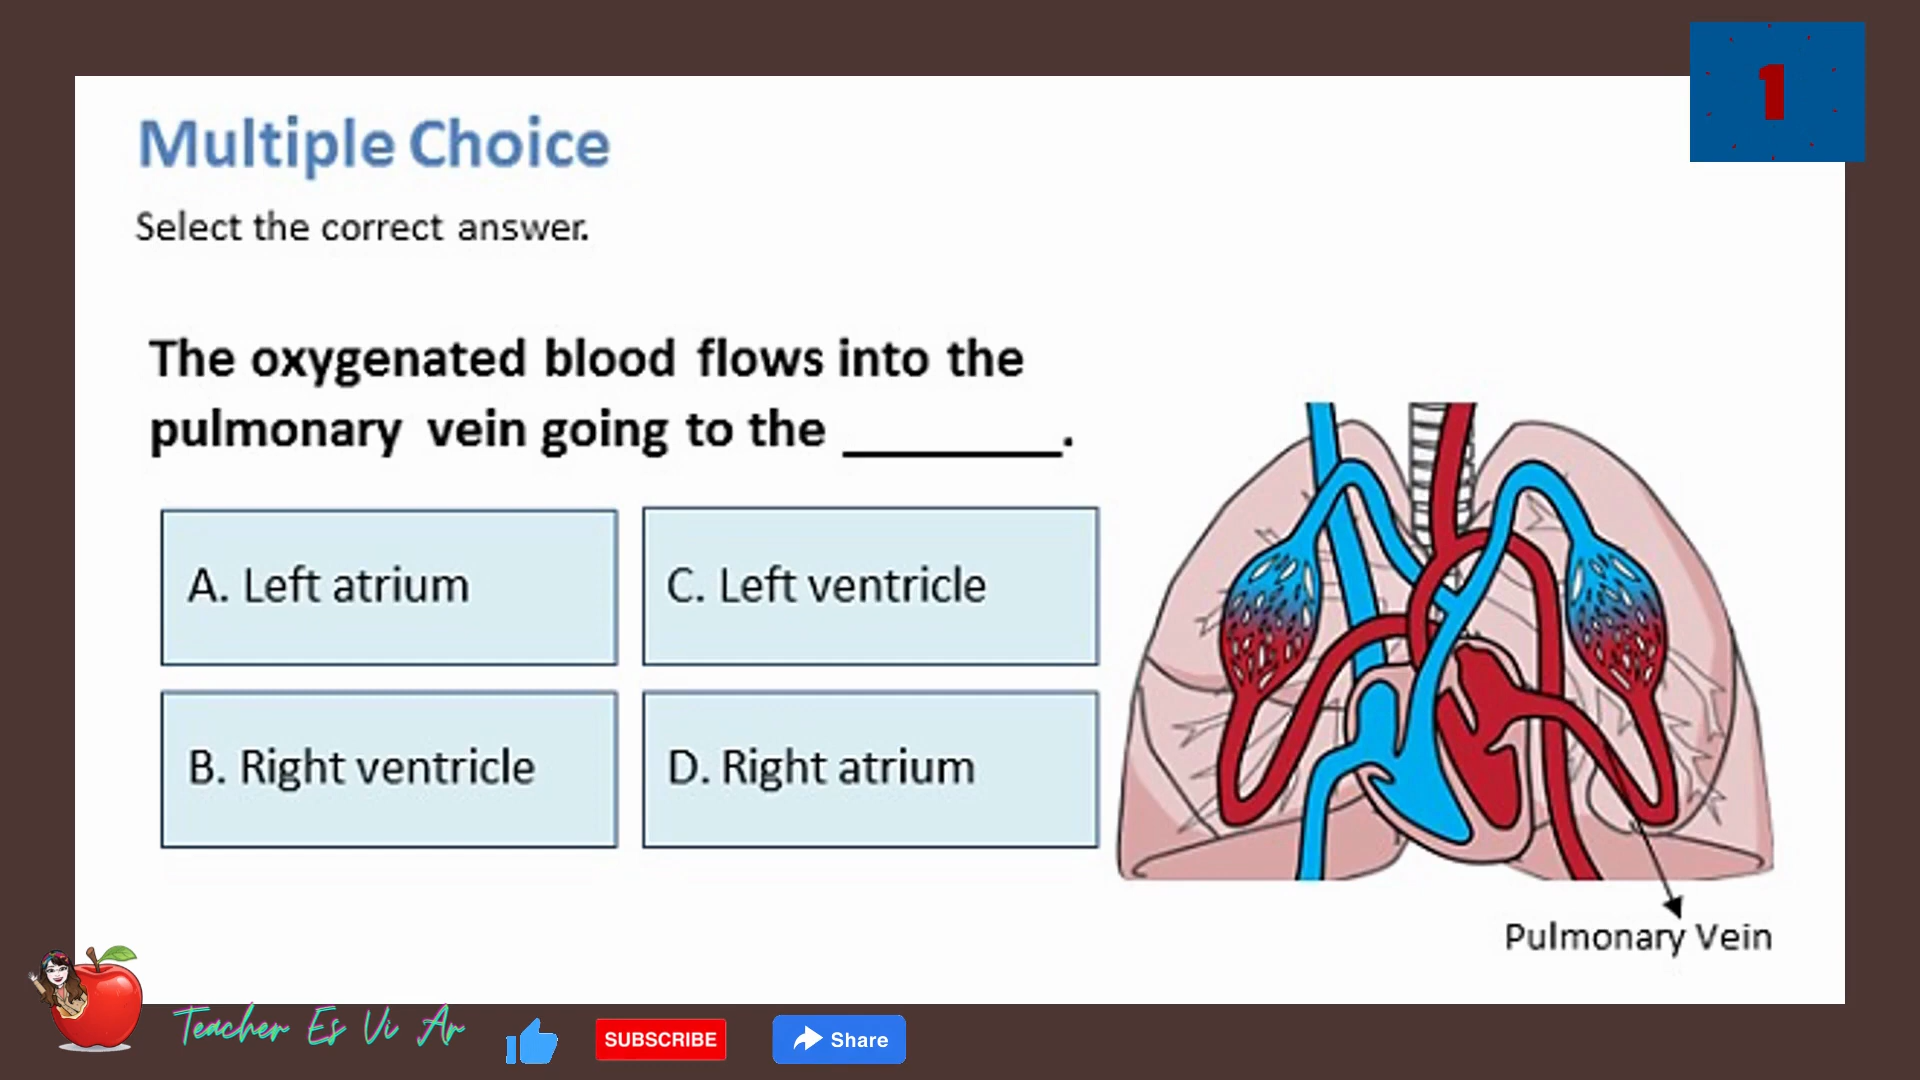 1
Multiple Choice
Select the correct answer.
The oxygenated blood flows into the
pulmonary vein going to the ________.
A. Left atrium
C. Left ventricle
B. Right ventricle
D. Right atrium
Pulmonary Vein
Teacher Es Vi Ar
SUBSCRIBE
Share